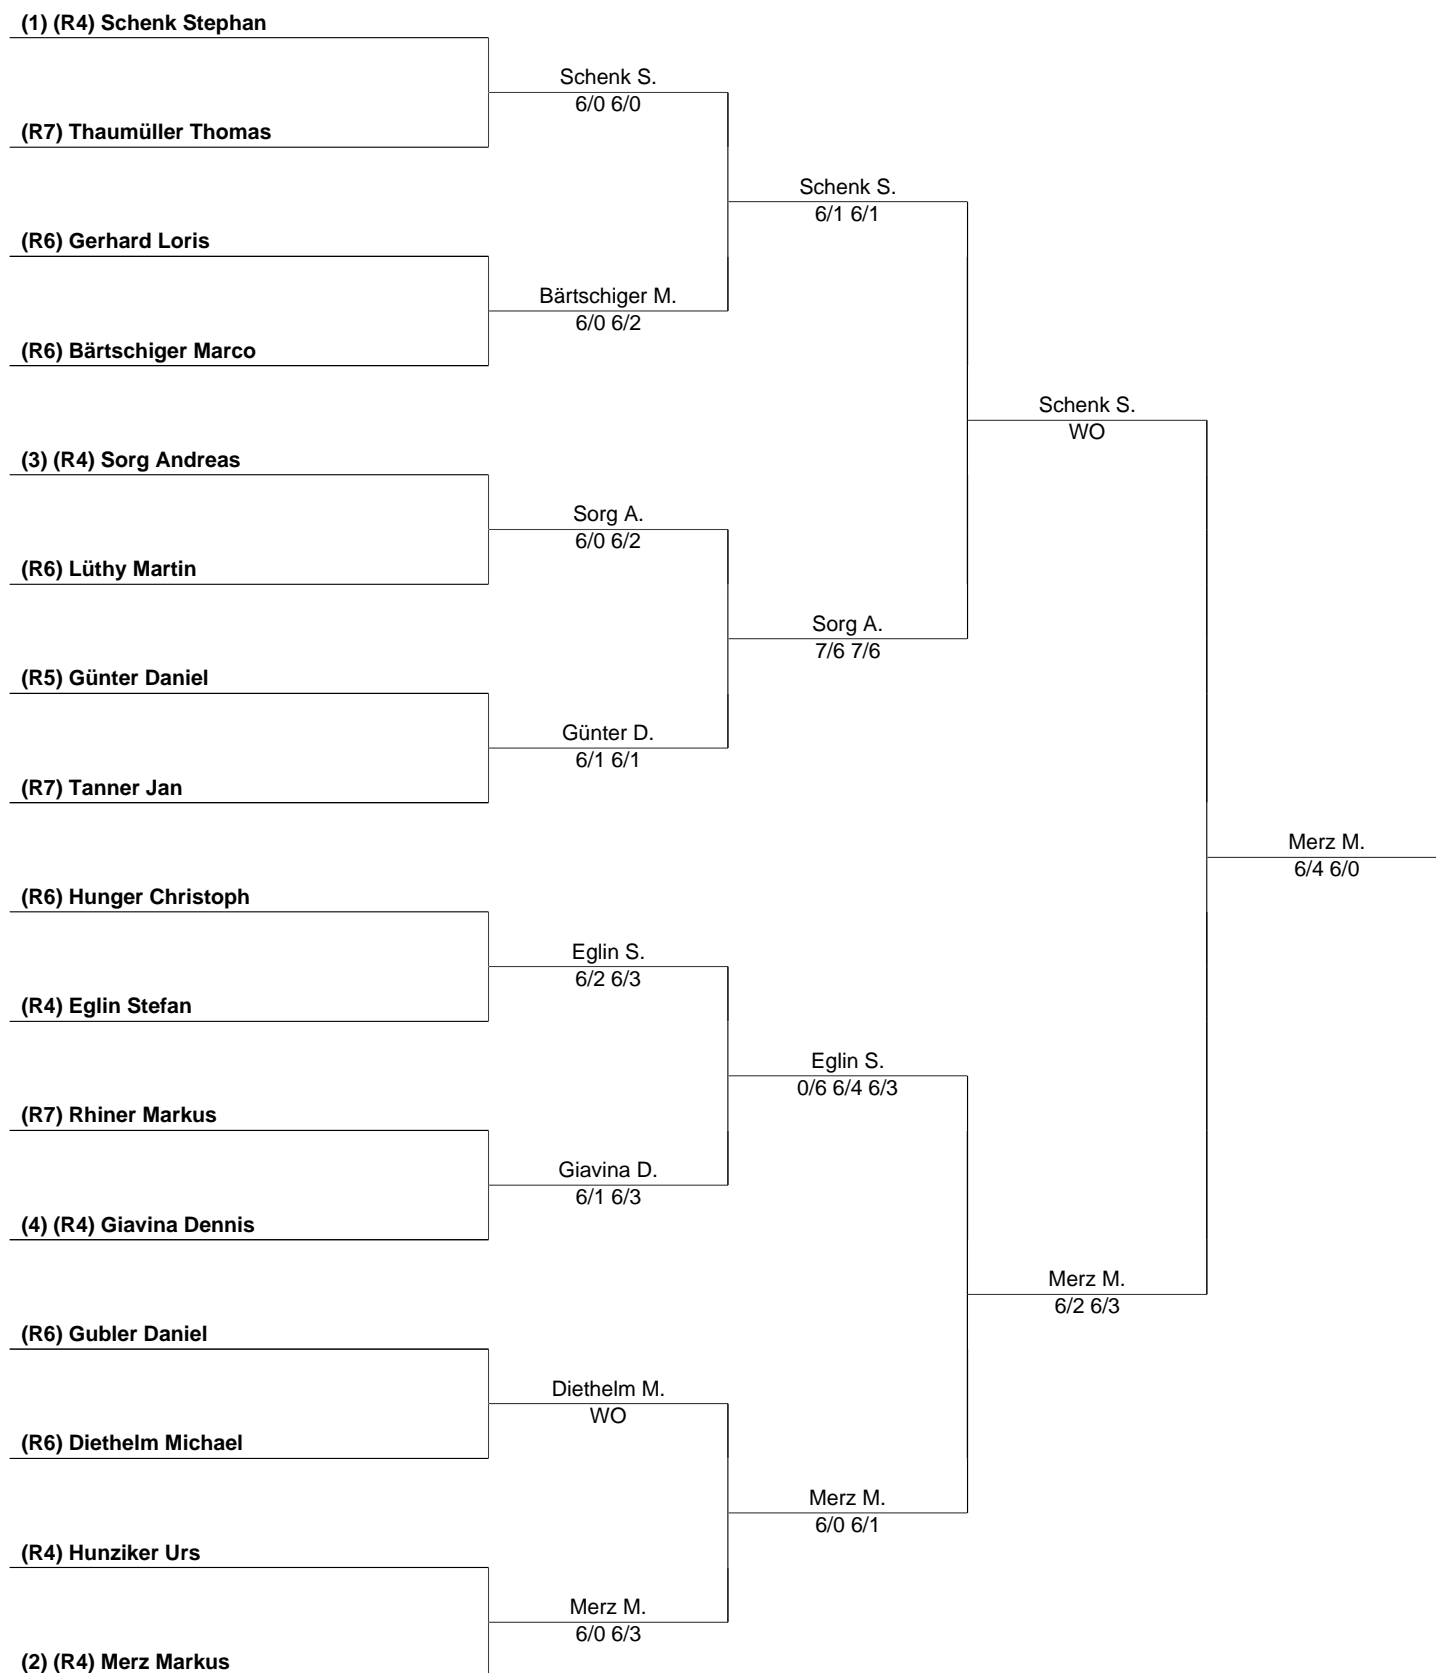 (1) (R4) Schenk Stephan
Schenk S.
6/0 6/0
(R7) Thaumüller Thomas
Schenk S.
6/1 6/1
(R6) Gerhard Loris
Bärtschiger M.
6/0 6/2
(R6) Bärtschiger Marco
Schenk S.
WO
(3) (R4) Sorg Andreas
Sorg A.
6/0 6/2
(R6) Lüthy Martin
Sorg A.
7/6 7/6
(R5) Günter Daniel
Günter D.
6/1 6/1
(R7) Tanner Jan
Merz M.
6/4 6/0
(R6) Hunger Christoph
Eglin S.
6/2 6/3
(R4) Eglin Stefan
Eglin S.
0/6 6/4 6/3
(R7) Rhiner Markus
Giavina D.
6/1 6/3
(4) (R4) Giavina Dennis
Merz M.
6/2 6/3
(R6) Gubler Daniel
Diethelm M.
WO
(R6) Diethelm Michael
Merz M.
6/0 6/1
(R4) Hunziker Urs
Merz M.
6/0 6/3
(2) (R4) Merz Markus